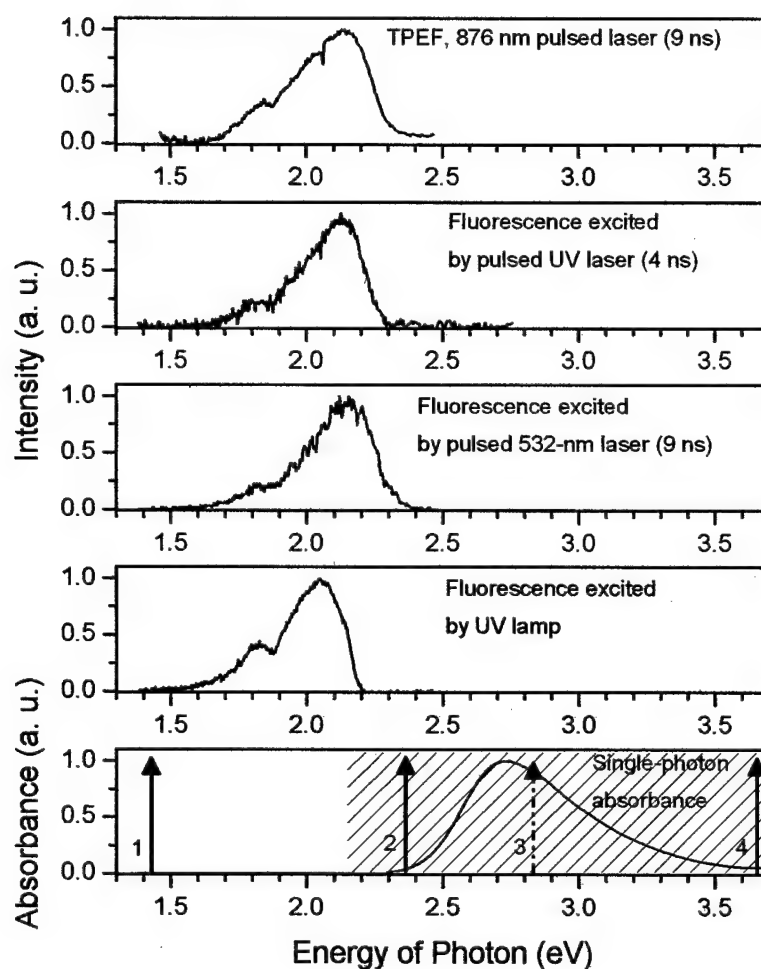 1.0
0.5
0.0
TPEF, 876 nm pulsed laser (9 ns)
1.5 2.0 2.5 3.0 3.5
1.0
0.5
0.0
Fluorescence excited
by pulsed UV laser (4 ns)
1.5 2.0 2.5 3.0 3.5
Intensity (a. u.)
1.0
0.5
0.0
Fluorescence excited
by pulsed 532-nm laser (9 ns)
1.5 2.0 2.5 3.0 3.5
1.0
0.5
0.0
Fluorescence excited
by UV lamp
1.5 2.0 2.5 3.0 3.5
Absorbance (a. u.)
1.0
0.5
0.0
Single-photon
absorbance
1 2 3 4
1.5 2.0 2.5 3.0 3.5
Energy of Photon (eV)